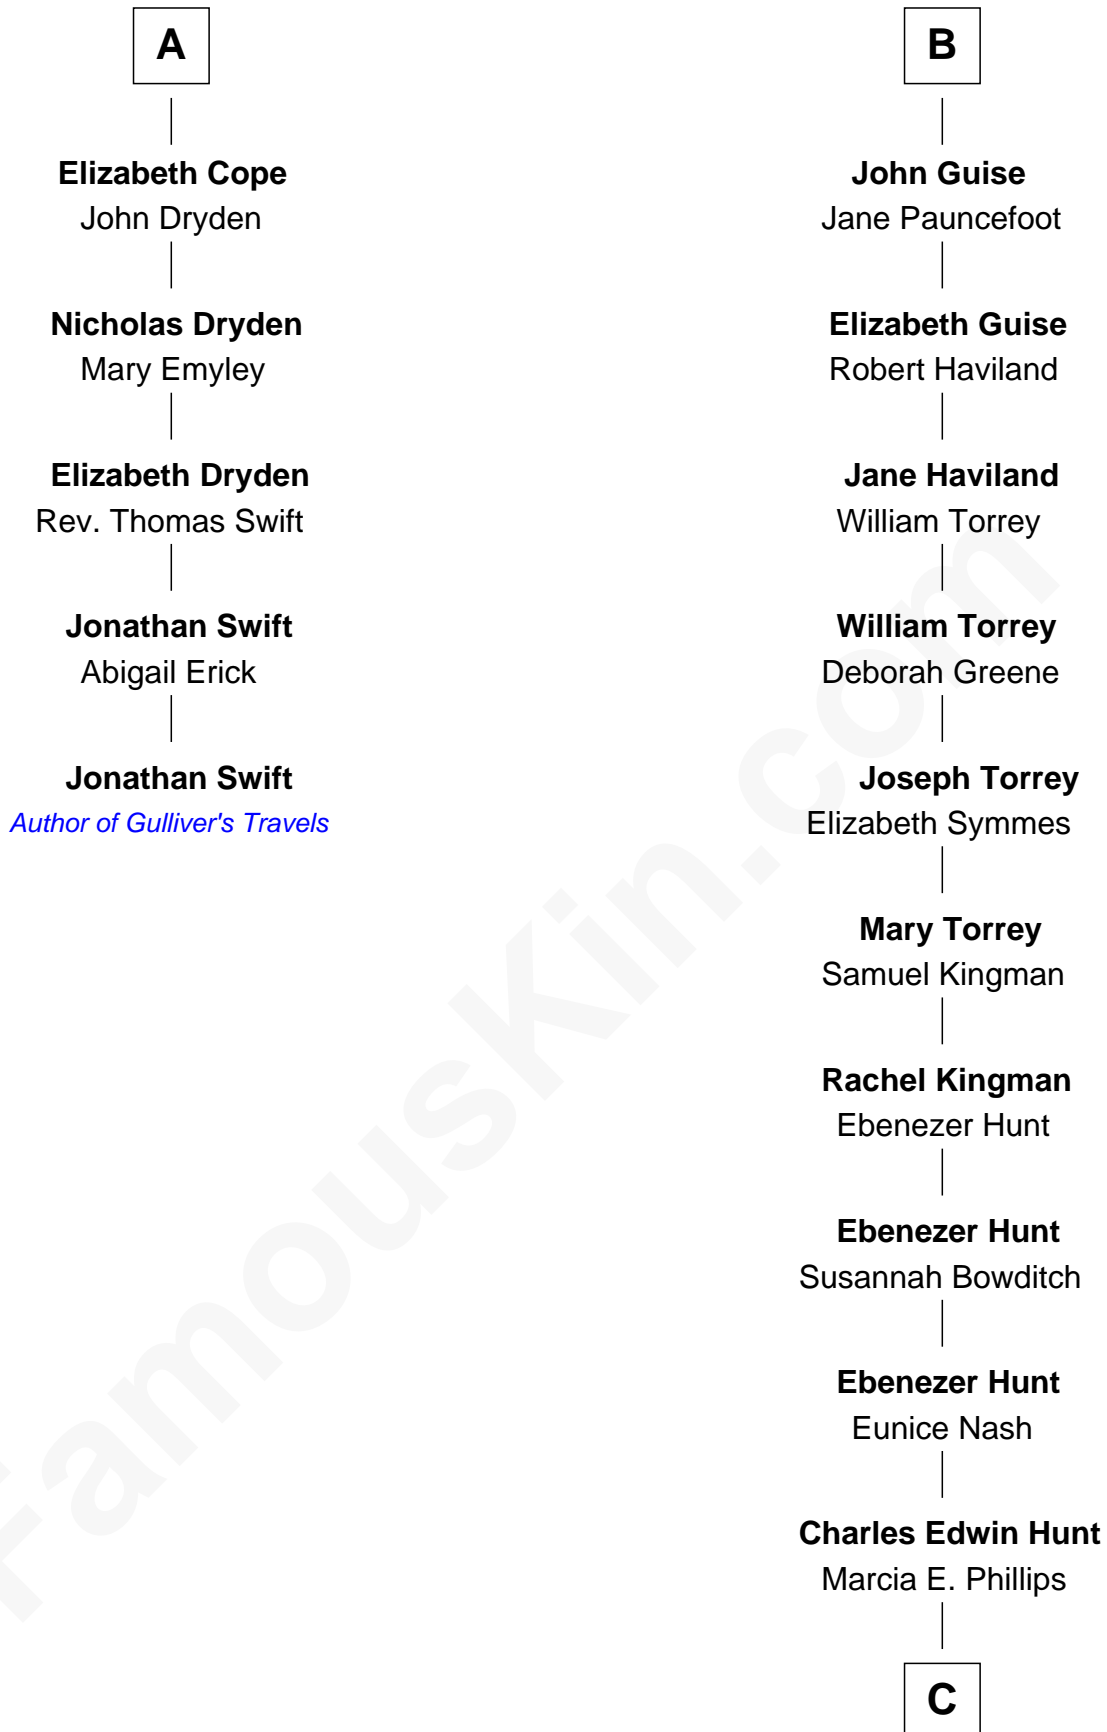 A
Elizabeth Cope
John Dryden
Nicholas Dryden
Mary Emyley
Elizabeth Dryden
Rev. Thomas Swift
Jonathan Swift
Abigail Erick
Jonathan Swift
Author of Gulliver's Travels
B
John Guise
Jane Pauncefoot
Elizabeth Guise
Robert Haviland
Jane Haviland
William Torrey
William Torrey
Deborah Greene
Joseph Torrey
Elizabeth Symmes
Mary Torrey
Samuel Kingman
Rachel Kingman
Ebenezer Hunt
Ebenezer Hunt
Susannah Bowditch
Ebenezer Hunt
Eunice Nash
Charles Edwin Hunt
Marcia E. Phillips
C
FamousKin.com